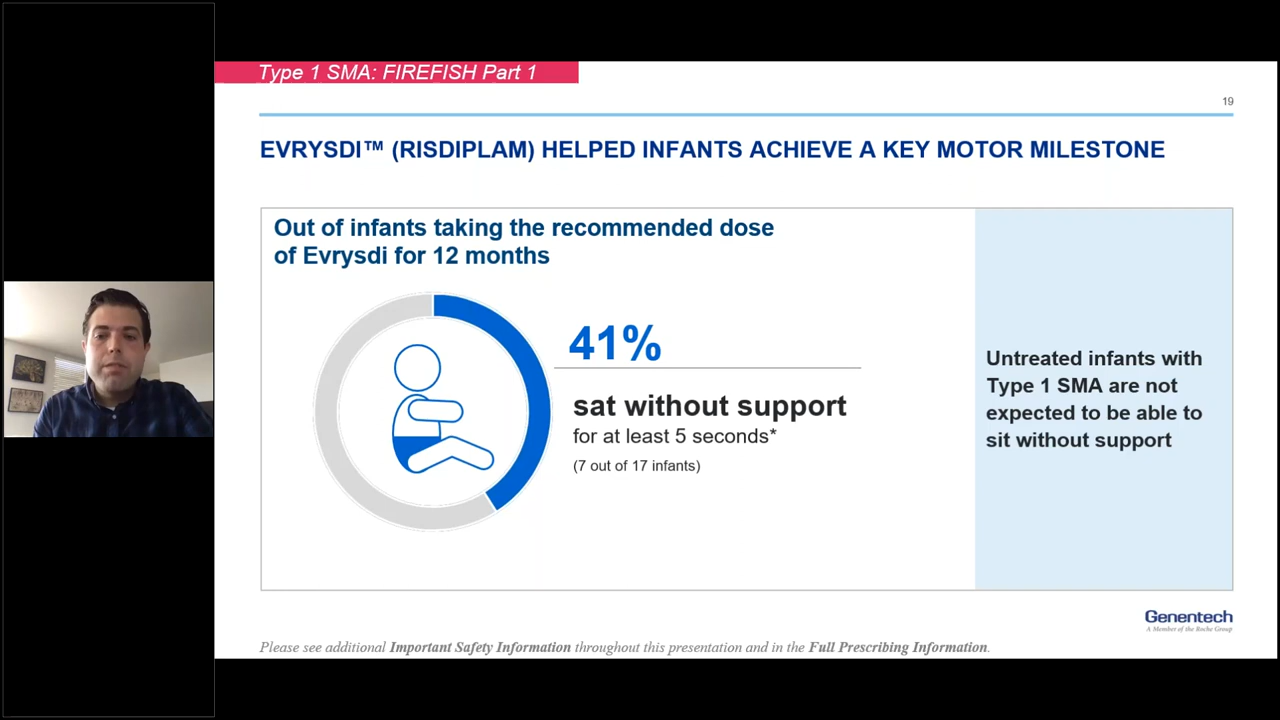 Type 1 SMA: FIREFISH Part 1
19
EVRYSDI™ (RISDIPLAM) HELPED INFANTS ACHIEVE A KEY MOTOR MILESTONE
Out of infants taking the recommended dose
of Evrysdi for 12 months
41%
sat without support
for at least 5 seconds*
(7 out of 17 infants)
Untreated infants with
Type 1 SMA are not
expected to be able to
sit without support
Genentech
A Member of the Roche Group
Please see additional Important Safety Information throughout this presentation and in the Full Prescribing Information.